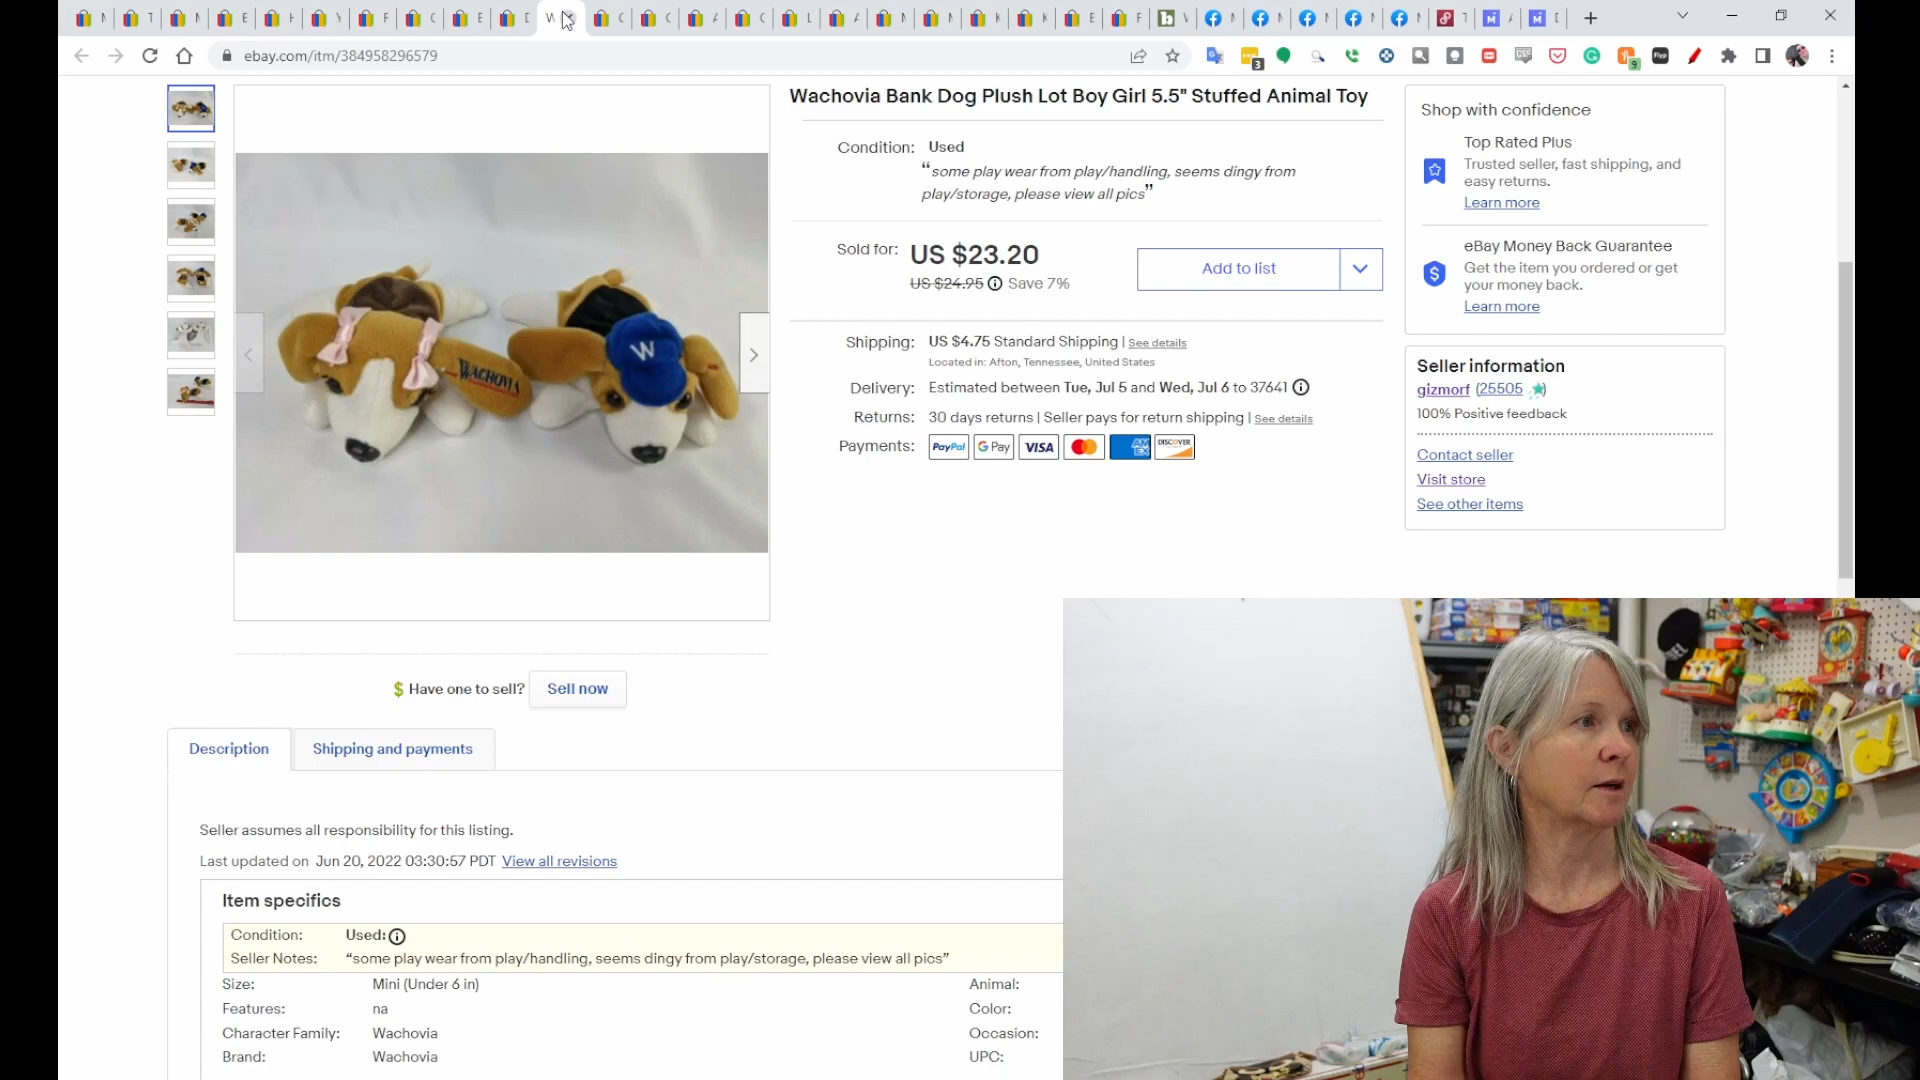 ebay.com/itm/384958296579
Wachovia Bank Dog Plush Lot Boy Girl 5.5" Stuffed Animal Toy
Condition: Used
“some play wear from play/handling, seems dingy from
play/storage, please view all pics”
Sold for: US $23.20
US $24.95 Save 7%
Add to list
Shipping: US $4.75 Standard Shipping | See details
Located in: Afton, Tennessee, United States
Delivery: Estimated between Tue, Jul 5 and Wed, Jul 6 to 37641
Returns: 30 days returns | Seller pays for return shipping | See details
Payments: PayPal G Pay VISA AM EX DISCOVER
Shop with confidence
Top Rated Plus
Trusted seller, fast shipping, and
easy returns.
Learn more
eBay Money Back Guarantee
Get the item you ordered or get
your money back.
Learn more
Seller information
gizmorf (25505)
100% Positive feedback
Contact seller
Visit store
See other items
WACHOVIA
W
$ Have one to sell? Sell now
Description
Shipping and payments
Seller assumes all responsibility for this listing.
Last updated on Jun 20, 2022 03:30:57 PDT View all revisions
Item specifics
Condition: Used:
Seller Notes: “some play wear from play/handling, seems dingy from play/storage, please view all pics”
Size: Mini (Under 6 in) Animal:
Features: na Color:
Character Family: Wachovia Occasion:
Brand: Wachovia UPC: